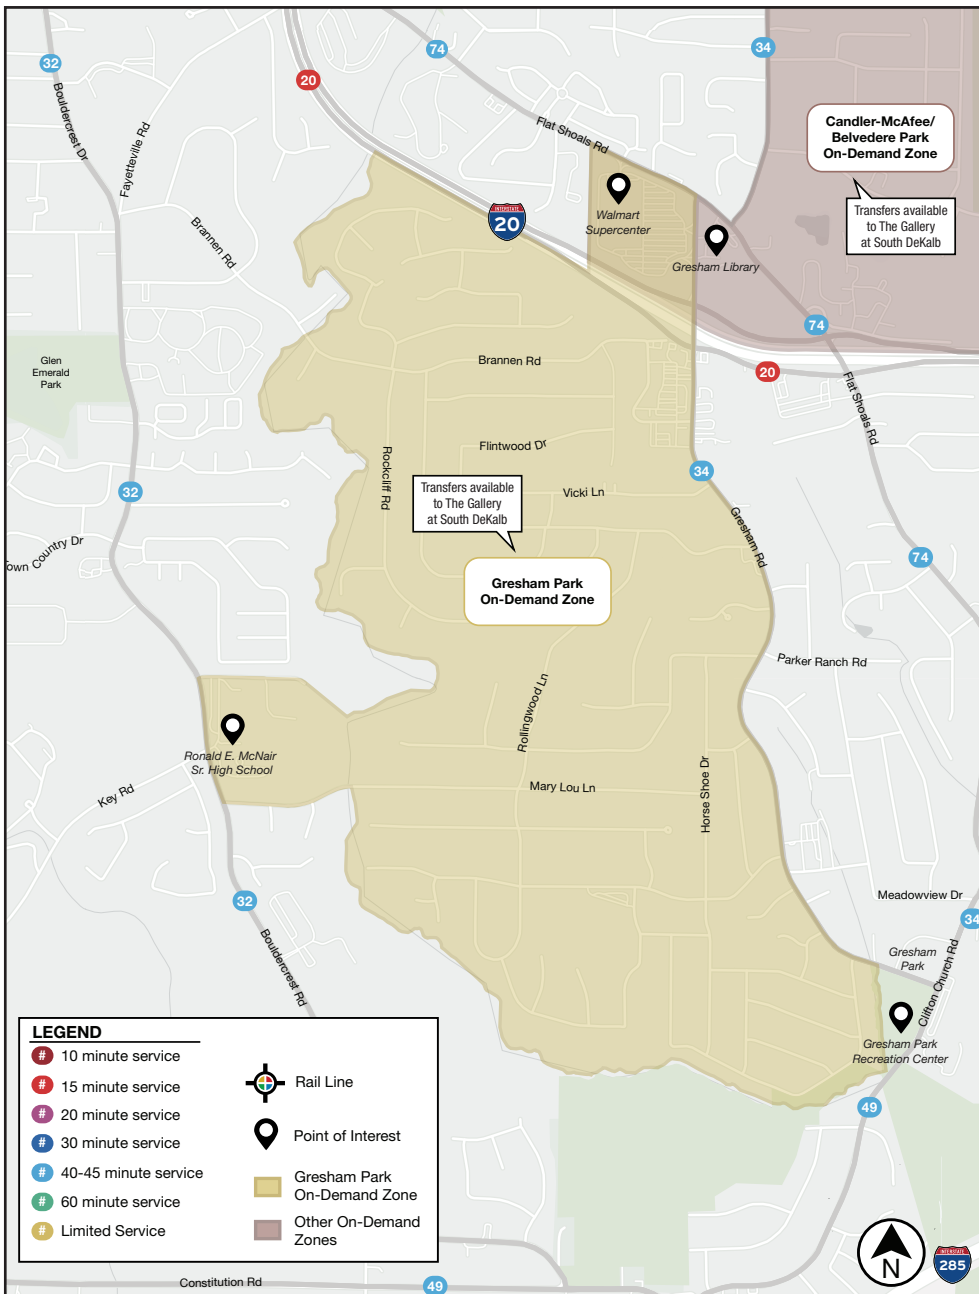 32
74
34
20
Bouldercrest Dr
Fayetteville Rd
Flat Shoals Rd
Candler-McAfee/
Belvedere Park
On-Demand Zone
Transfers available
to The Gallery
at South DeKalb
Walmart
Supercenter
INTERSTATE
20
Brannen Rd
Gresham Library
74
Glen
Emerald
Park
Brannen Rd
20
Flat Shoals Rd
Flintwood Dr
Rockcliff Rd
34
32
Transfers available
to The Gallery
at South DeKalb
Vicki Ln
Gresham Rd
own Country Dr
74
Gresham Park
On-Demand Zone
Parker Ranch Rd
Rollingwood Ln
Ronald E. McNair
Sr. High School
Key Rd
Mary Lou Ln
Horse Shoe Dr
32
Meadowview Dr
34
Bouldercrest Rd
Gresham
Park
Clifton Church Rd
Gresham Park
Recreation Center
49
LEGEND
# 10 minute service
# 15 minute service
# 20 minute service
# 30 minute service
# 40-45 minute service
# 60 minute service
# Limited Service
Rail Line
Point of Interest
Gresham Park
On-Demand Zone
Other On-Demand
Zones
N
INTERSTATE
285
Constitution Rd
49